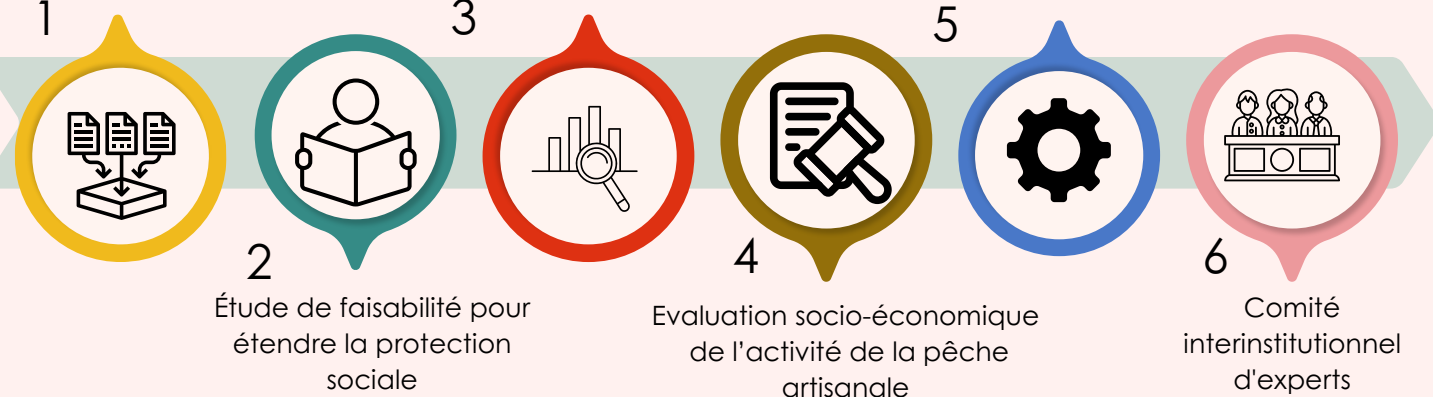 1
3
5
2
Étude de faisabilité pour
étendre la protection
sociale
4
Evaluation socio-économique
de l'activité de la pêche
artisanale
6
Comité
interinstitutionnel
d'experts